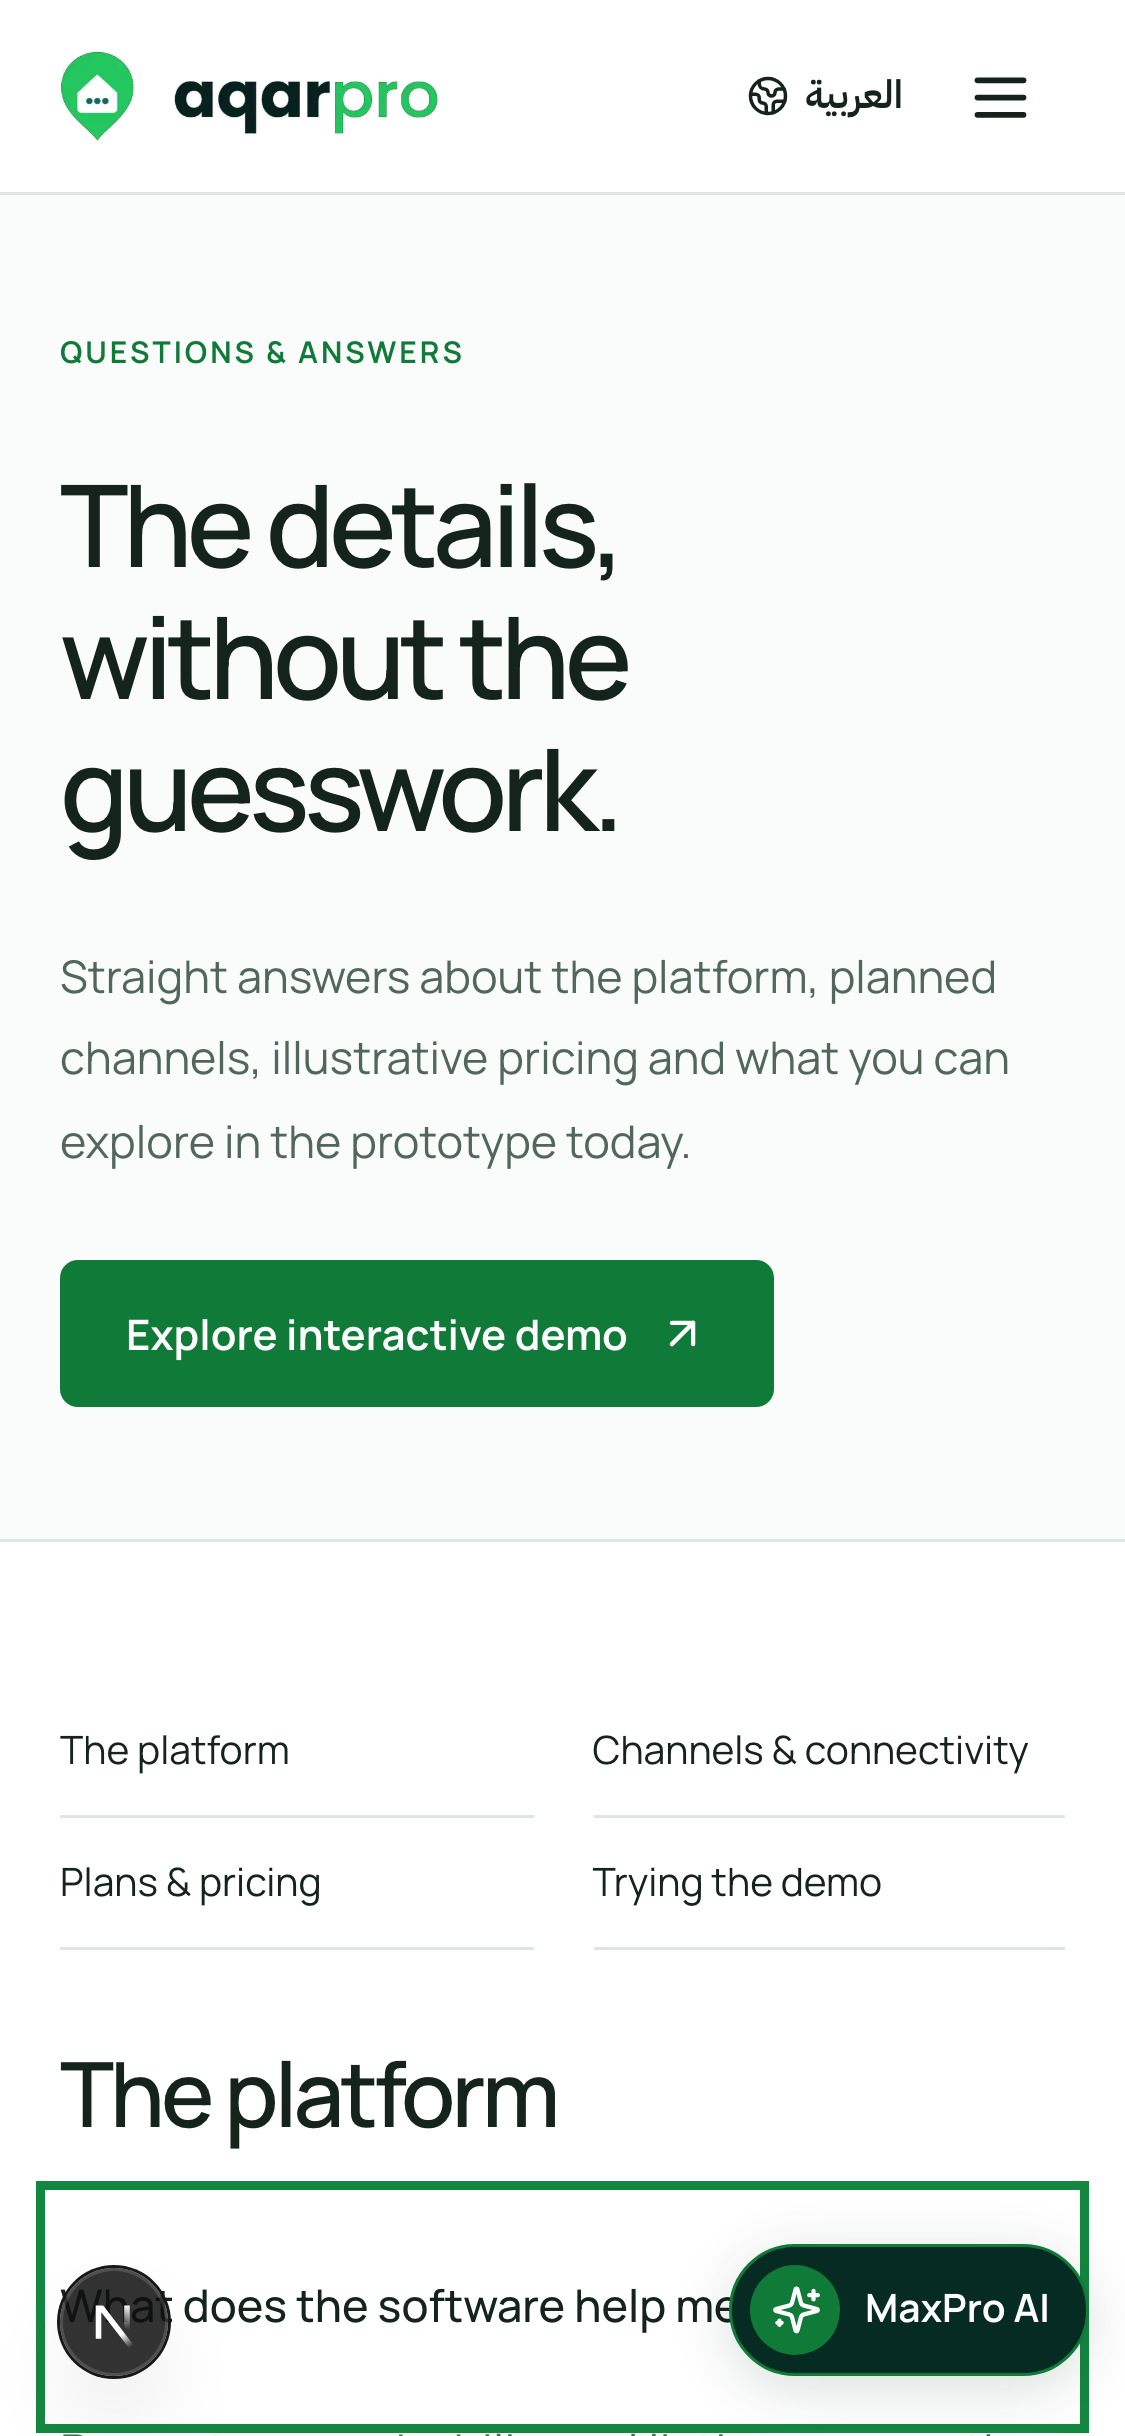 aqarpro
العربية
QUESTIONS & ANSWERS
The details,
without the
guesswork.
Straight answers about the platform, planned
channels, illustrative pricing and what you can
explore in the prototype today.
Explore interactive demo
The platform
Channels & connectivity
Plans & pricing
Trying the demo
The platform
What does the software help me
N
MaxPro AI